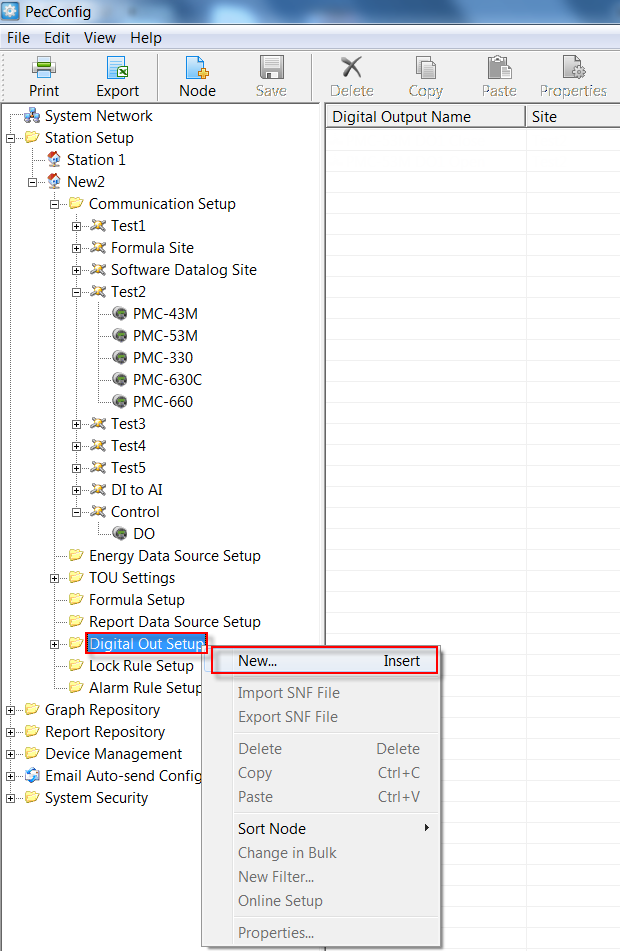 PecConfig
File Edit View Help
Print Export Node Save Delete Copy Paste Properties
System Network
Digital Output Name Site
Station Setup
Station 1
New2
Communication Setup
Test1
Formula Site
Software Datalog Site
Test2
PMC-43M
PMC-53M
PMC-330
PMC-630C
PMC-660
Test3
Test4
Test5
DI to AI
Control
DO
Energy Data Source Setup
TOU Settings
Formula Setup
Report Data Source Setup
Digital Out Setup
Lock Rule Setup
Alarm Rule Setup
Graph Repository
Report Repository
Device Management
Email Auto-send Config
System Security
New... Insert
Import SNF File
Export SNF File
Delete Delete
Copy Ctrl+C
Paste Ctrl+V
Sort Node
Change in Bulk
New Filter...
Online Setup
Properties...